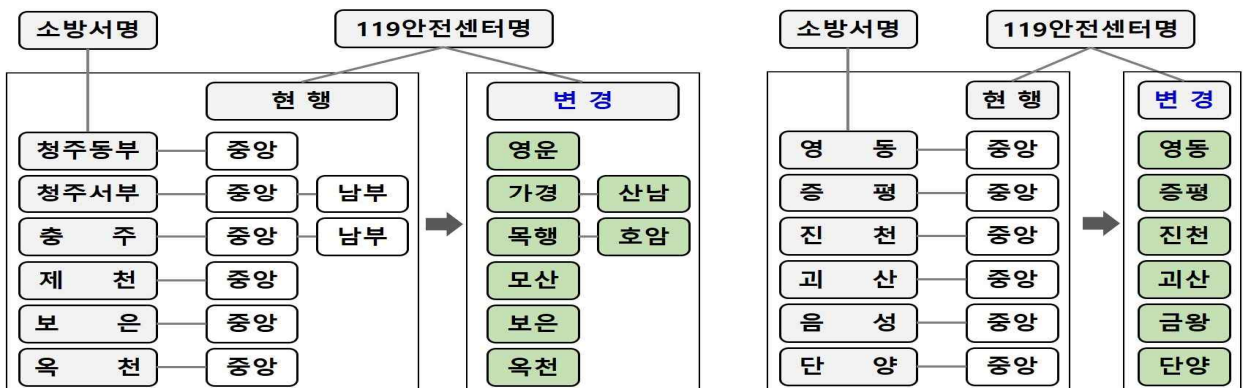 소방서명 119안전센터명
현 행 변 경
청주동부 중앙 영운
청주서부 중앙 남부 가경 산남
충 주 중앙 남부 목행 호암
제 천 중앙 모산
보 은 중앙 보은
옥 천 중앙 옥천
소방서명 119안전센터명
현 행 변 경
영 동 중앙 영동
증 평 중앙 증평
진 천 중앙 진천
괴 산 중앙 괴산
음 성 중앙 금왕
단 양 중앙 단양